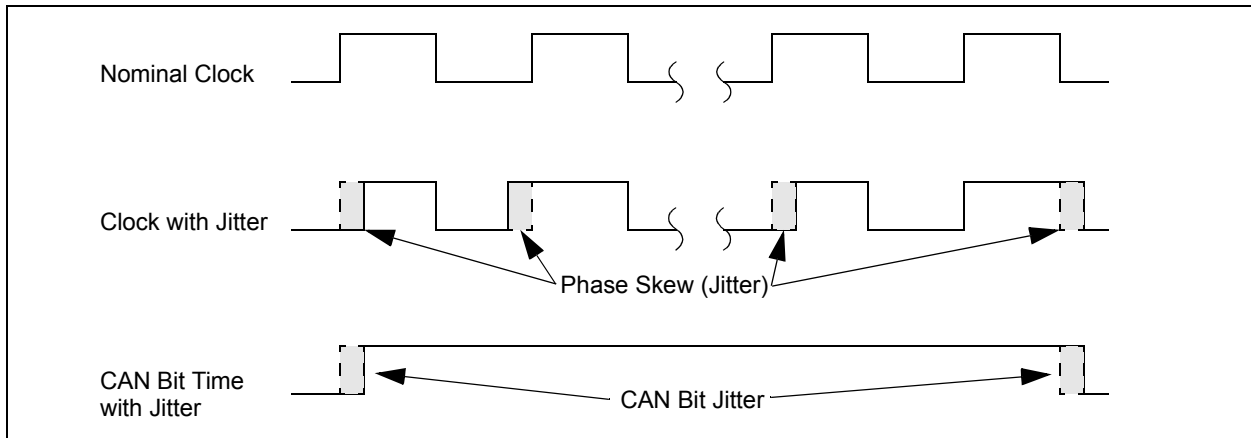 Nominal Clock
Clock with Jitter
Phase Skew (Jitter)
CAN Bit Time
with Jitter
CAN Bit Jitter